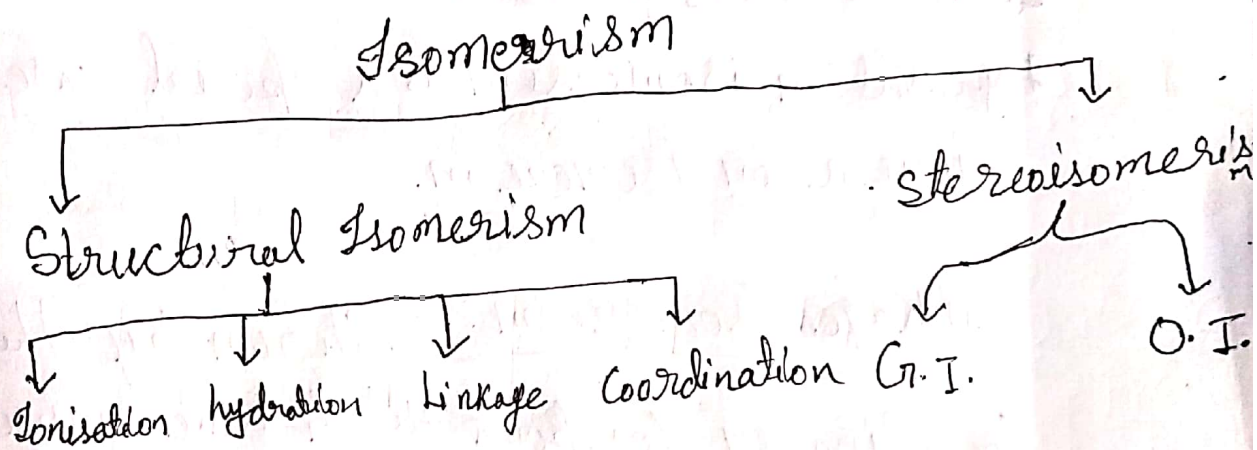 Isomerism
Stereoisomerism
Structural Isomerism
Ionisation hydration Linkage Coordination G.I. O.I.